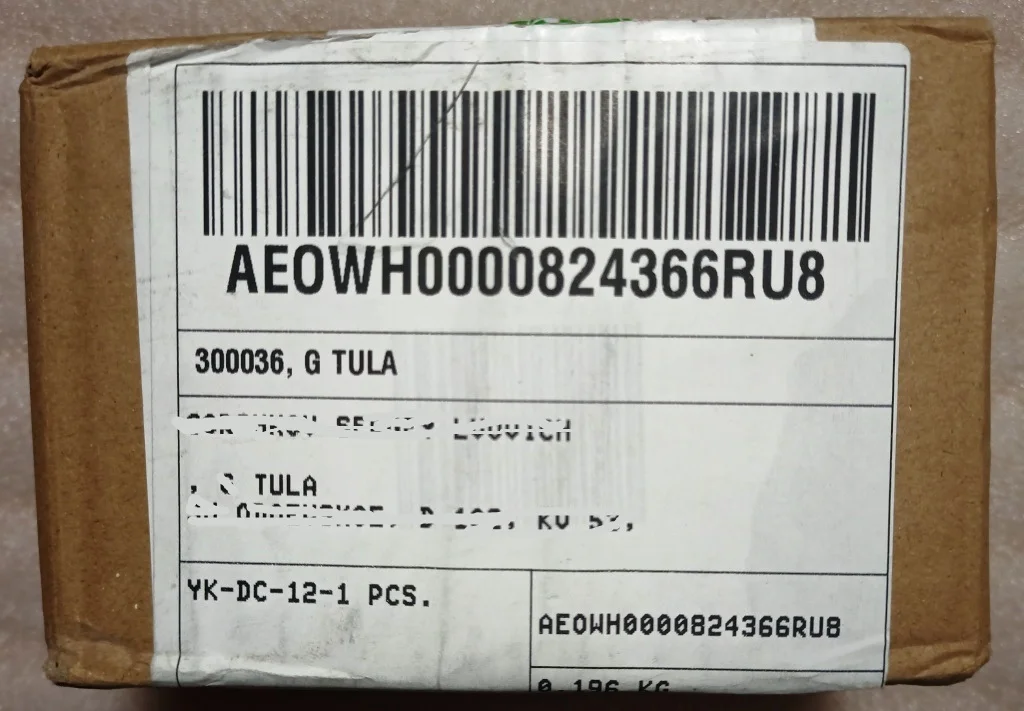 AEOWH0000824366RU8
300036, G TULA
, G TULA
YK-DC-12-1 PCS.
AEOWH0000824366RU8
0.196 KG